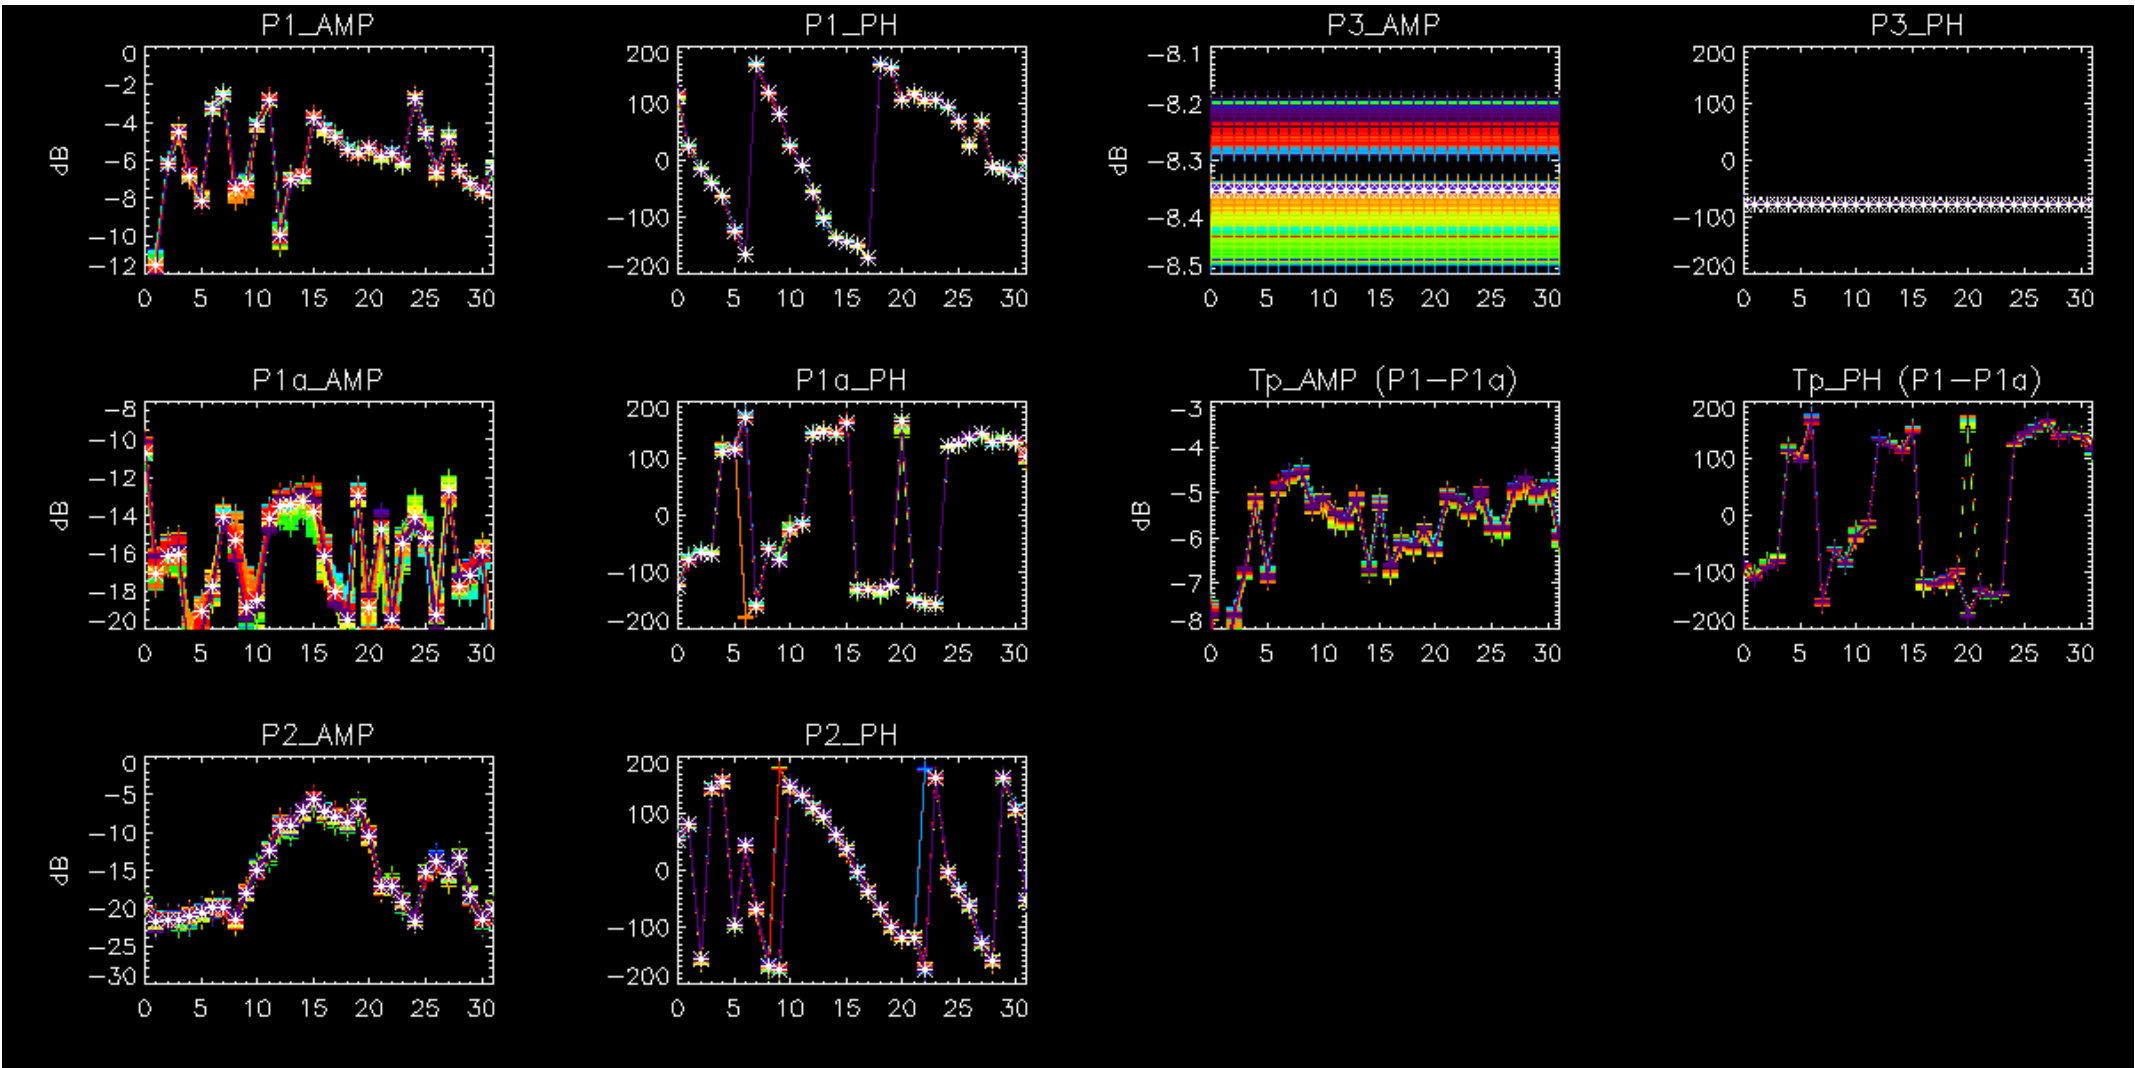 P1_AMP
dB
0
−2
−4
−6
−8
−10
−12
0 5 10 15 20 25 30
P1_PH
200
100
0
−100
−200
0 5 10 15 20 25 30
P3_AMP
dB
−8.1
−8.2
−8.3
−8.4
−8.5
0 5 10 15 20 25 30
P3_PH
200
100
0
−100
−200
0 5 10 15 20 25 30
P1a_AMP
dB
−8
−10
−12
−14
−16
−18
−20
0 5 10 15 20 25 30
P1a_PH
200
100
0
−100
−200
0 5 10 15 20 25 30
Tp_AMP (P1−P1a)
dB
−3
−4
−5
−6
−7
−8
0 5 10 15 20 25 30
Tp_PH (P1−P1a)
200
100
0
−100
−200
0 5 10 15 20 25 30
P2_AMP
dB
0
−5
−10
−15
−20
−25
−30
0 5 10 15 20 25 30
P2_PH
200
100
0
−100
−200
0 5 10 15 20 25 30